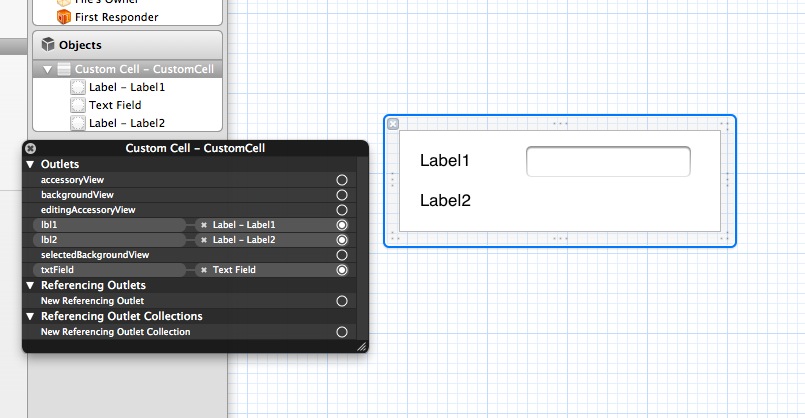 File's Owner
First Responder
Objects
Custom Cell – CustomCell
Label – Label1
Text Field
Label – Label2
Custom Cell – CustomCell
Outlets
accessoryView
backgroundView
editingAccessoryView
lbl1 Label – Label1
lbl2 Label – Label2
selectedBackgroundView
txtField Text Field
Referencing Outlets
New Referencing Outlet
Referencing Outlet Collections
New Referencing Outlet Collection
Label1
Label2